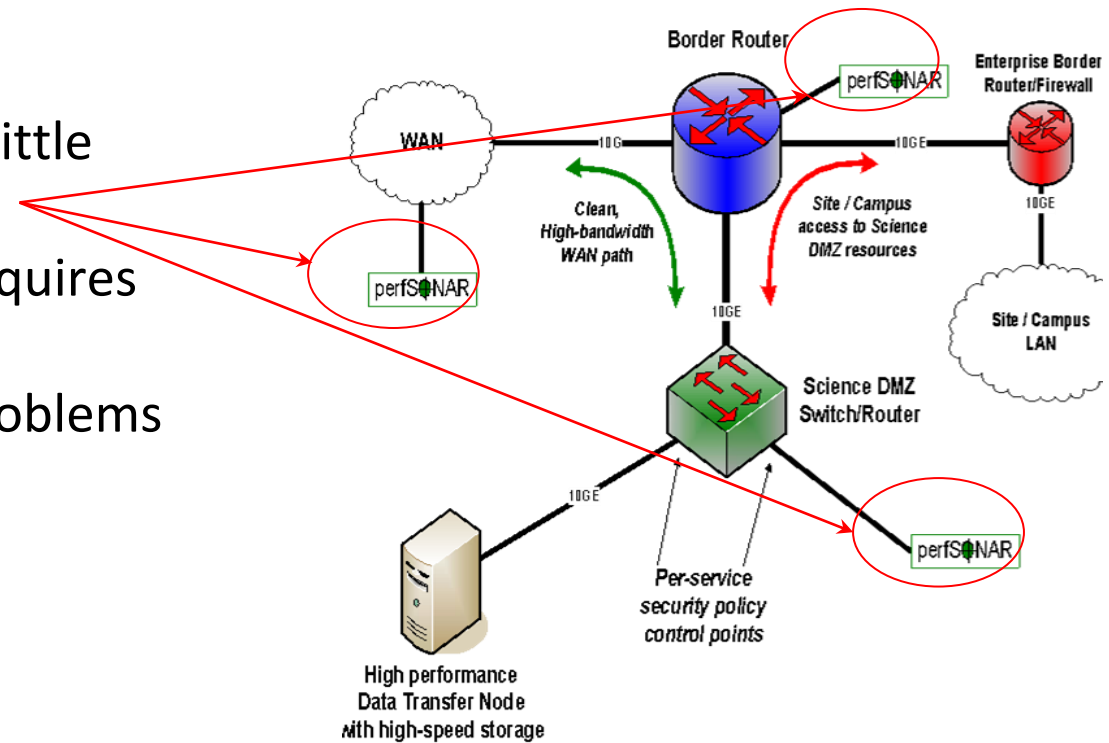 ittle
quires
oblems
Border Router
perfSONAR
Enterprise Border
Router/Firewall
WAN
10G
10GE
10GE
Clean,
High-bandwidth
WAN path
Site / Campus
access to Science
DMZ resources
perfSONAR
10GE
Site / Campus
LAN
Science DMZ
Switch/Router
10GE
perfSONAR
Per-service
security policy
control points
High performance
Data Transfer Node
with high-speed storage